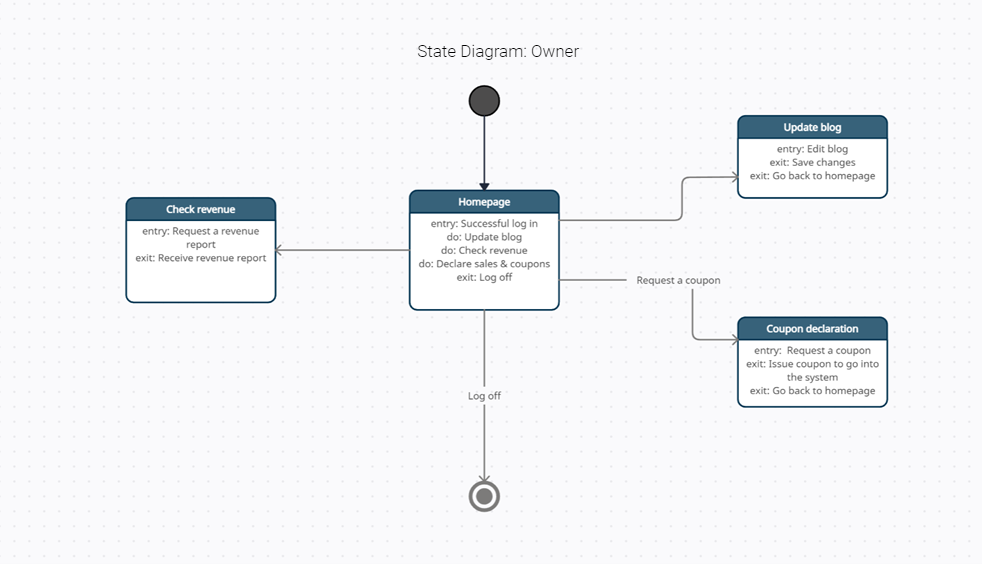 State Diagram: Owner
Update blog
entry: Edit blog
exit: Save changes
exit: Go back to homepage
Homepage
entry: Successful log in
do: Update blog
do: Check revenue
do: Declare sales & coupons
exit: Log off
Check revenue
entry: Request a revenue
report
exit: Receive revenue report
Request a coupon
Coupon declaration
entry: Request a coupon
exit: Issue coupon to go into
the system
exit: Go back to homepage
Log off